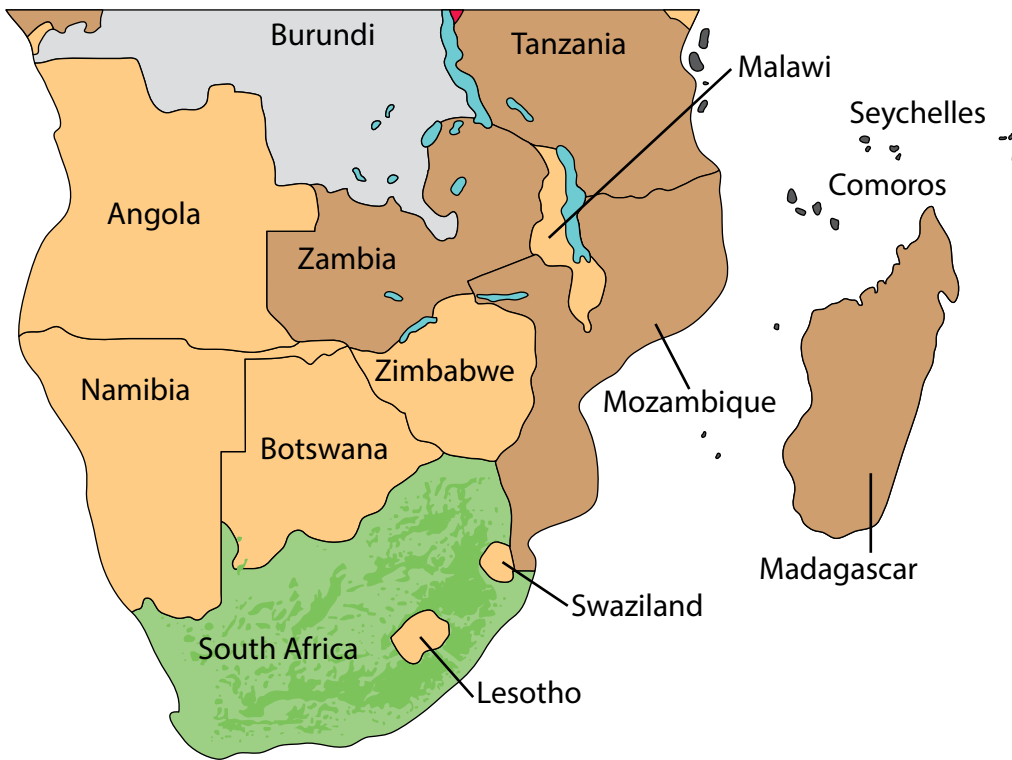 Burundi
Tanzania
Malawi
Seychelles
Comoros
Angola
Zambia
Zimbabwe
Namibia
Mozambique
Botswana
Madagascar
Swaziland
South Africa
Lesotho